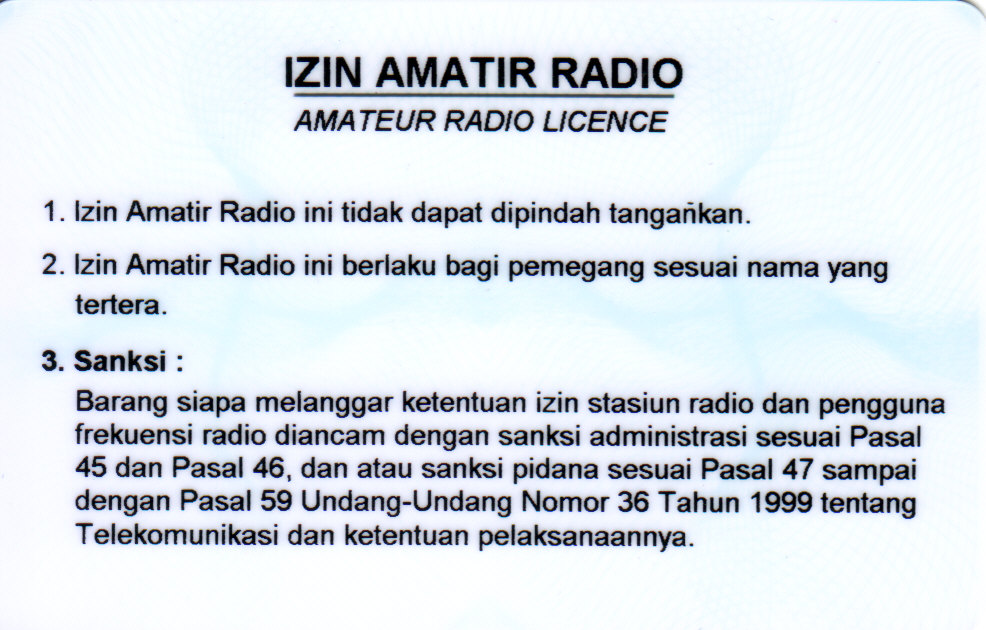 IZIN AMATIR RADIO
AMATEUR RADIO LICENCE
1. Izin Amatir Radio ini tidak dapat dipindah tangankan.
2. Izin Amatir Radio ini berlaku bagi pemegang sesuai nama yang
tertera.
3. Sanksi :
Barang siapa melanggar ketentuan izin stasiun radio dan pengguna
frekuensi radio diancam dengan sanksi administrasi sesuai Pasal
45 dan Pasal 46, dan atau sanksi pidana sesuai Pasal 47 sampai
dengan Pasal 59 Undang-Undang Nomor 36 Tahun 1999 tentang
Telekomunikasi dan ketentuan pelaksanaannya.